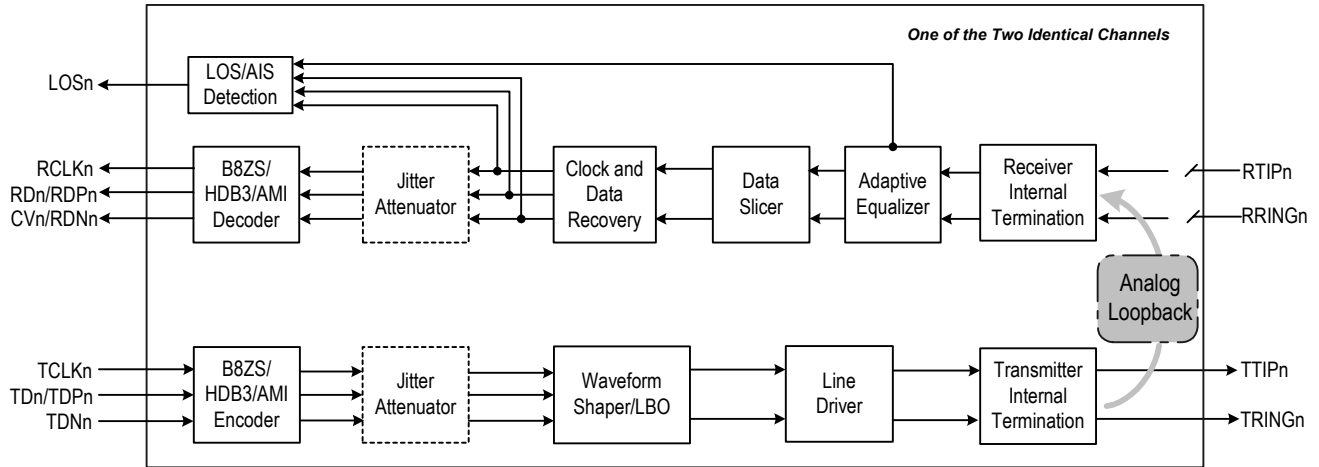 One of the Two Identical Channels
LOSn
LOS/AIS
Detection
RCLKn
RDn/RDPn
CVn/RDNn
B8ZS/
HDB3/AMI
Decoder
Jitter
Attenuator
Clock and
Data
Recovery
Data
Slicer
Adaptive
Equalizer
Receiver
Internal
Termination
RTIPn
RRINGn
Analog
Loopback
TCLKn
TDn/TDPn
TDNn
B8ZS/
HDB3/AMI
Encoder
Jitter
Attenuator
Waveform
Shaper/LBO
Line
Driver
Transmitter
Internal
Termination
TTIPn
TRINGn